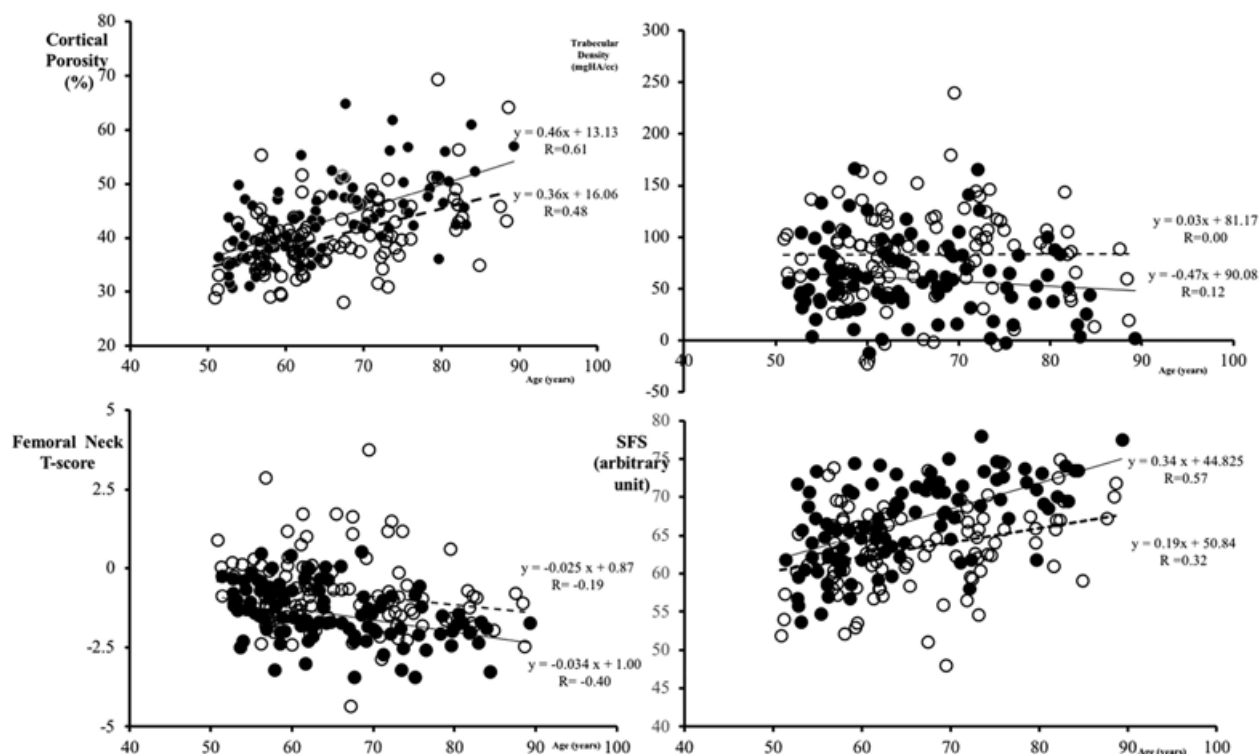 Cortical
Porosity
(%)
80
70
60
50
40
30
20
40 50 60 70 80 90 100
Age (years)
y = 0.46x + 13.13
R=0.61
y = 0.36x + 16.06
R=0.48
Trabecular
Density
(mgHA/cc)
300
250
200
150
100
50
0
-50
40 50 60 70 80 90 100
Age (years)
y = 0.03x + 81.17
R=0.00
y = -0.47x + 90.08
R=0.12
Femoral Neck
T-score
5
2.5
0
-2.5
-5
40 50 60 70 80 90 100
Age (years)
y = -0.025 x + 0.87
R= -0.19
y = -0.034 x + 1.00
R= -0.40
SFS
(arbitrary
unit)
80
75
70
65
60
55
50
45
40
40 50 60 70 80 90 100
Age (years)
y = 0.34 x + 44.825
R=0.57
y = 0.19x + 50.84
R=0.32